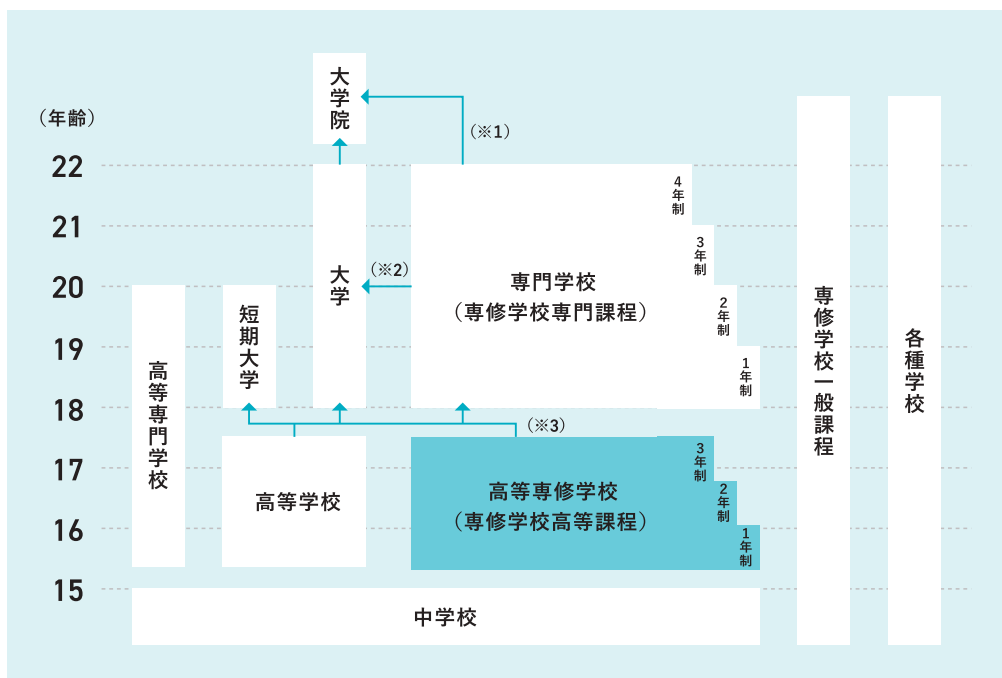 （年齢）
22
21
20
19
18
17
16
15
大学院
（※1）
大学
（※2）
専門学校
（専修学校専門課程）
4年制
3年制
2年制
1年制
短期大学
高等専門学校
（※3）
高等学校
高等専修学校
（専修学校高等課程）
3年制
2年制
1年制
中学校
専修学校一般課程
各種学校